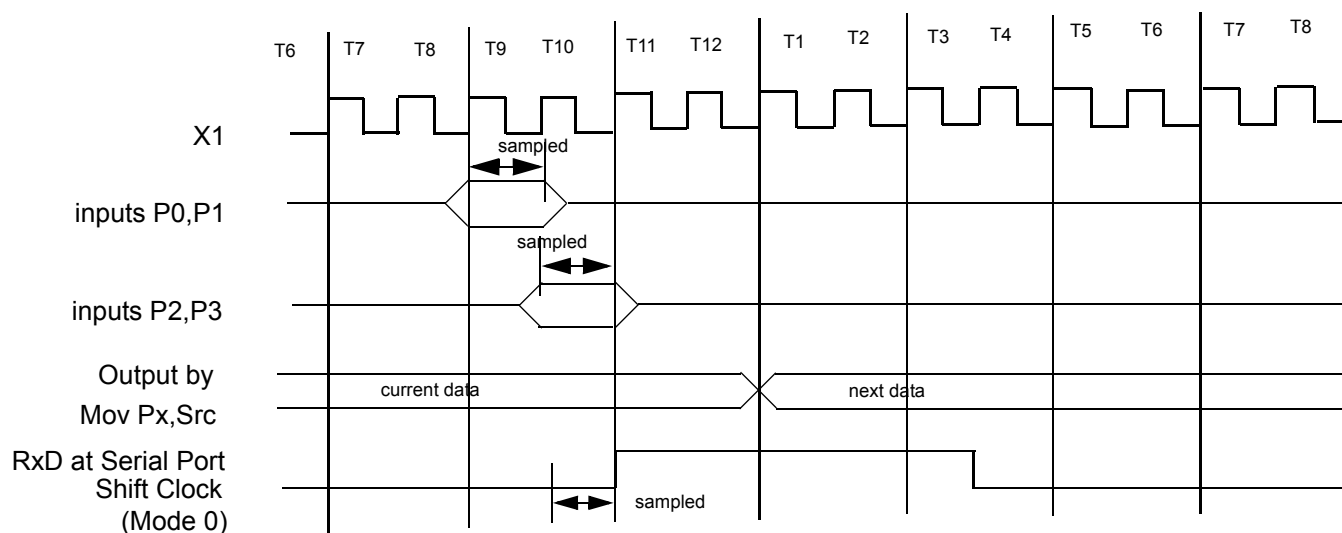 T6 T7 T8 T9 T10 T11 T12 T1 T2 T3 T4 T5 T6 T7 T8
X1
sampled
inputs P0,P1
sampled
inputs P2,P3
Output by
current data next data
Mov Px,Src
RxD at Serial Port
Shift Clock
sampled
(Mode 0)